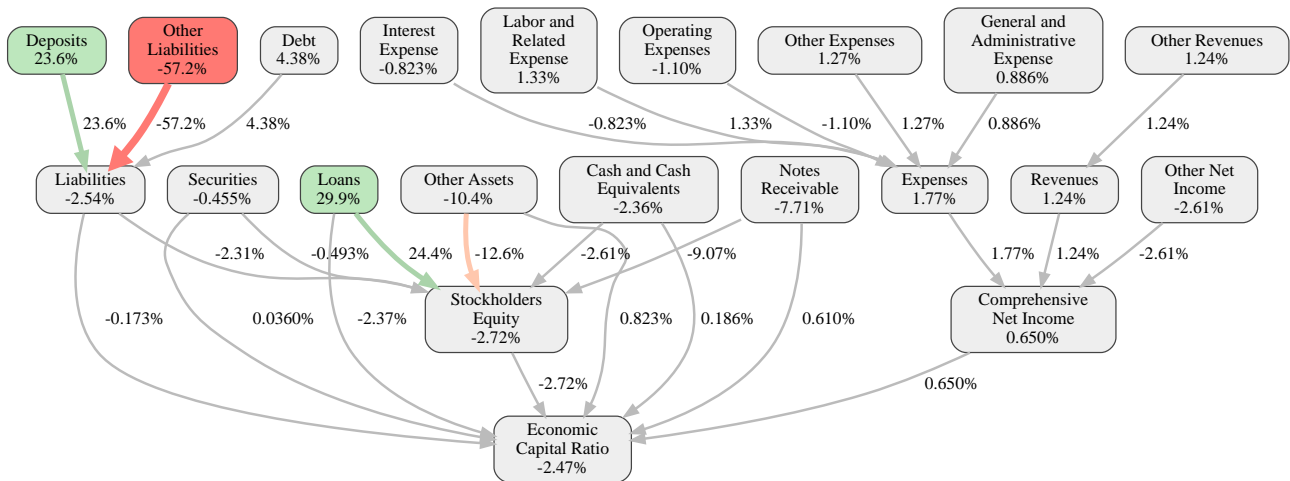 Deposits
23.6%
Other
Liabilities
-57.2%
Debt
4.38%
Interest
Expense
-0.823%
Labor and
Related
Expense
1.33%
Operating
Expenses
-1.10%
Other Expenses
1.27%
General and
Administrative
Expense
0.886%
Other Revenues
1.24%
23.6%
-57.2%
4.38%
-0.823%
1.33%
-1.10%
1.27%
0.886%
1.24%
Liabilities
-2.54%
Securities
-0.455%
Loans
29.9%
Other Assets
-10.4%
Cash and Cash
Equivalents
-2.36%
Notes
Receivable
-7.71%
Expenses
1.77%
Revenues
1.24%
Other Net
Income
-2.61%
-2.31%
-0.493%
24.4%
-12.6%
-2.61%
-9.07%
1.77%
1.24%
-2.61%
-0.173%
0.0360%
-2.37%
Stockholders
Equity
-2.72%
0.823%
0.186%
0.610%
Comprehensive
Net Income
0.650%
-2.72%
0.650%
Economic
Capital Ratio
-2.47%